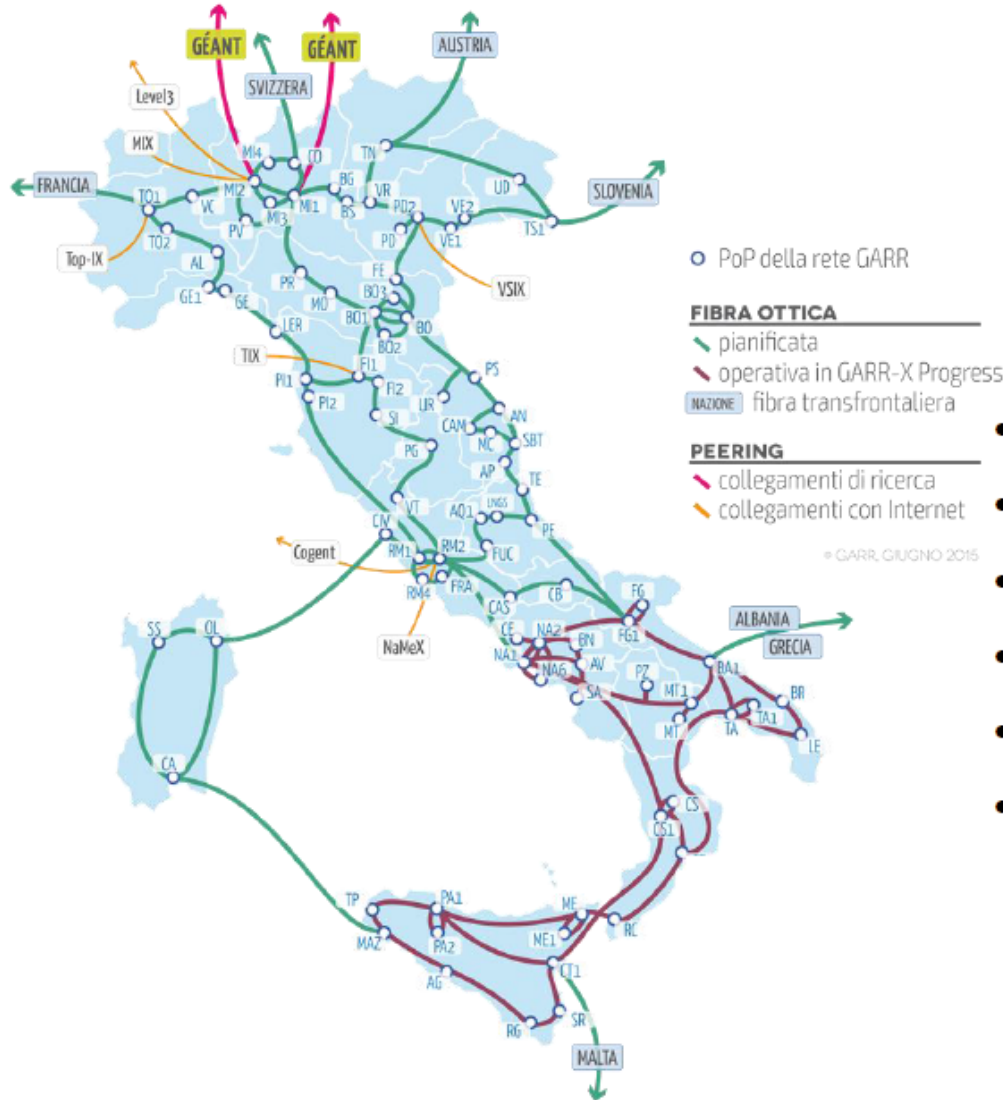 GÉANT
GÉANT
AUSTRIA
SVIZZERA
Level3
MIX
MI4
CO
TN
UD
SLOVENIA
FRANCIA
TO1
VC
MI2
MI3
MI1
BG
BS
VR
PD2
VE2
TS1
TO2
PV
PD
VE1
Top-IX
AL
FE
VSIX
PR
BO3
GE1
GE
MO
BO1
BO
LER
BO2
TIX
FI1
PS
PI1
FI2
UR
PI2
SI
CAM
AN
MC
SBT
PG
AP
TE
VT
AQ1
LNGS
PE
CIV
Cogent
RM1
RM2
FUC
RM4
FRA
CB
FG
CAS
NaMeX
CE
NA2
BN
FG1
ALBANIA
GRECIA
SS
OL
NA1
NA6
AV
PZ
BA1
SA
MT1
BR
MT
TA
TA1
LE
CA
CS
CS1
TP
PA1
ME
MAZ
PA2
ME1
RC
AG
CT1
RG
SR
MALTA
PoP della rete GARR
FIBRA OTTICA
pianificata
operativa in GARR-X Progress
NAZIONE fibra transfrontaliera
PEERING
collegamenti di ricerca
collegamenti con Internet
© GARR, GIUGNO 2015